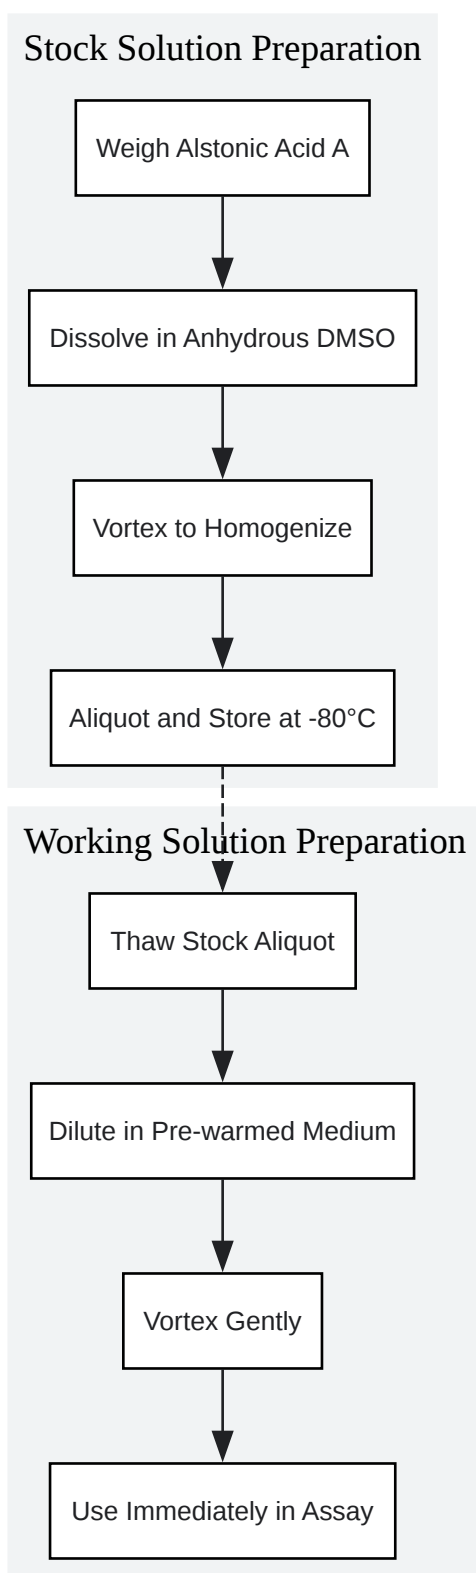 Stock Solution Preparation
Weigh Alstonic Acid A
Dissolve in Anhydrous DMSO
Vortex to Homogenize
Aliquot and Store at -80°C
Working Solution Preparation
Thaw Stock Aliquot
Dilute in Pre-warmed Medium
Vortex Gently
Use Immediately in Assay